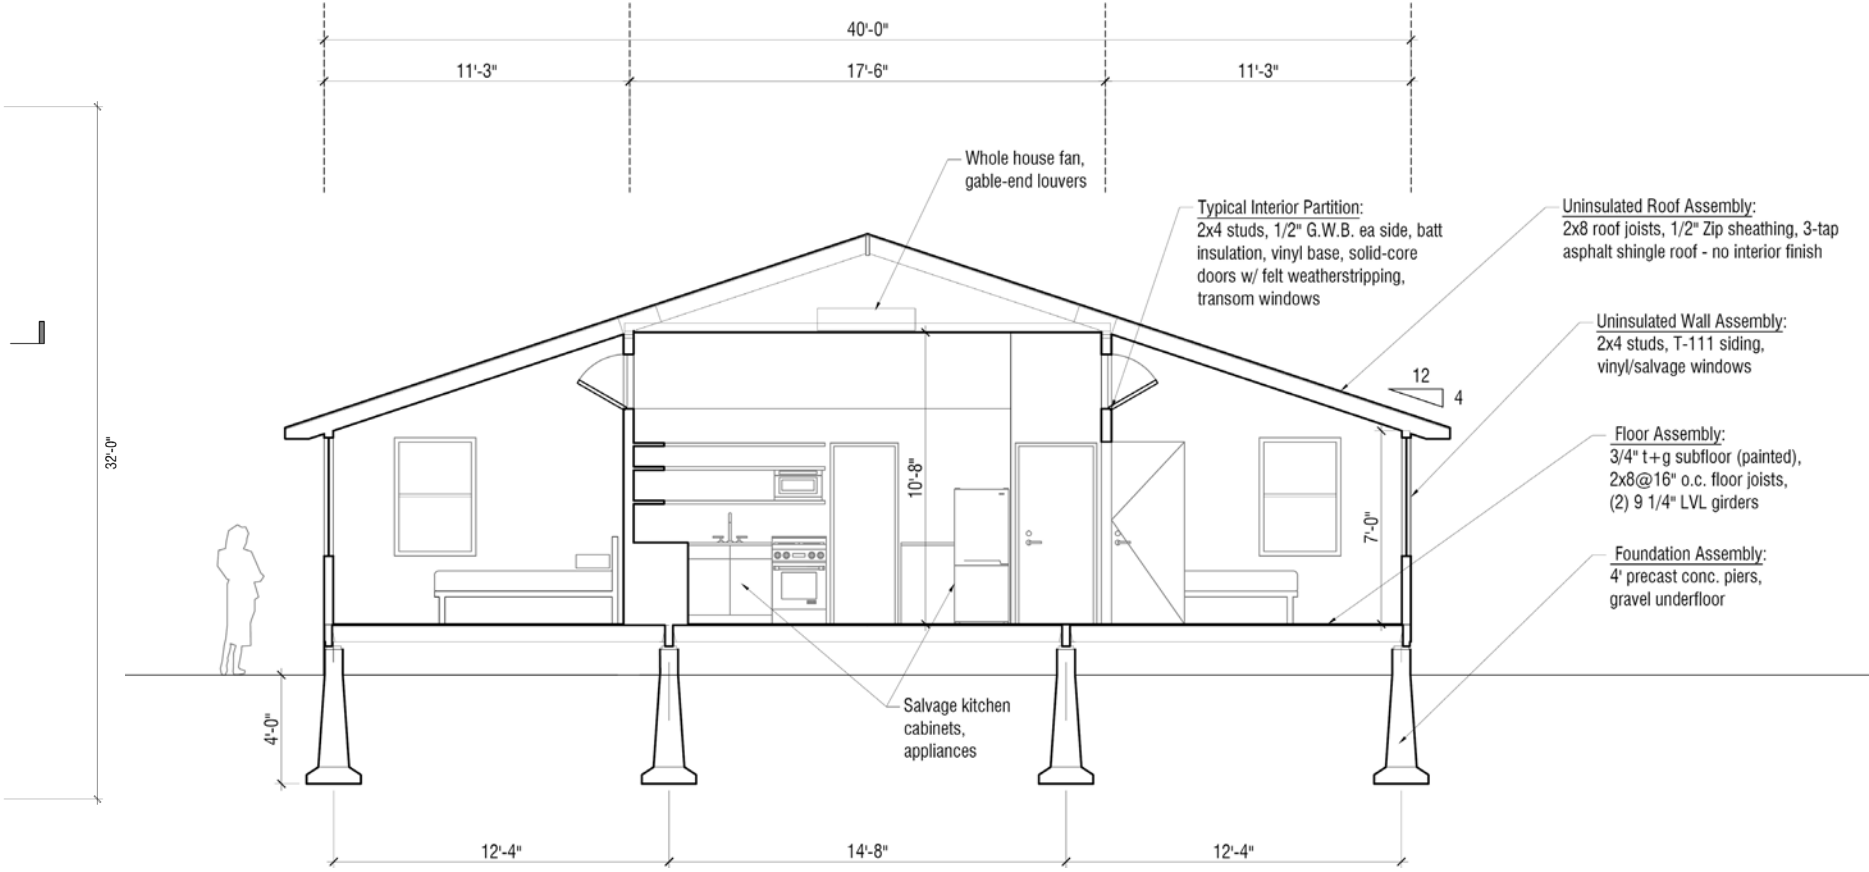 40'-0"
11'-3"
17'-6"
11'-3"
Whole house fan,
gable-end louvers
Typical Interior Partition:
2x4 studs, 1/2" G.W.B. ea side, batt
insulation, vinyl base, solid-core
doors w/ felt weatherstripping,
transom windows
Uninsulated Roof Assembly:
2x8 roof joists, 1/2" Zip sheathing, 3-tap
asphalt shingle roof - no interior finish
Uninsulated Wall Assembly:
2x4 studs, T-111 siding,
vinyl/salvage windows
12
4
32'-0"
10'-8"
7'-0"
Floor Assembly:
3/4" t+g subfloor (painted),
2x8@16" o.c. floor joists,
(2) 9 1/4" LVL girders
Foundation Assembly:
4' precast conc. piers,
gravel underfloor
4'-0"
Salvage kitchen
cabinets,
appliances
12'-4"
14'-8"
12'-4"